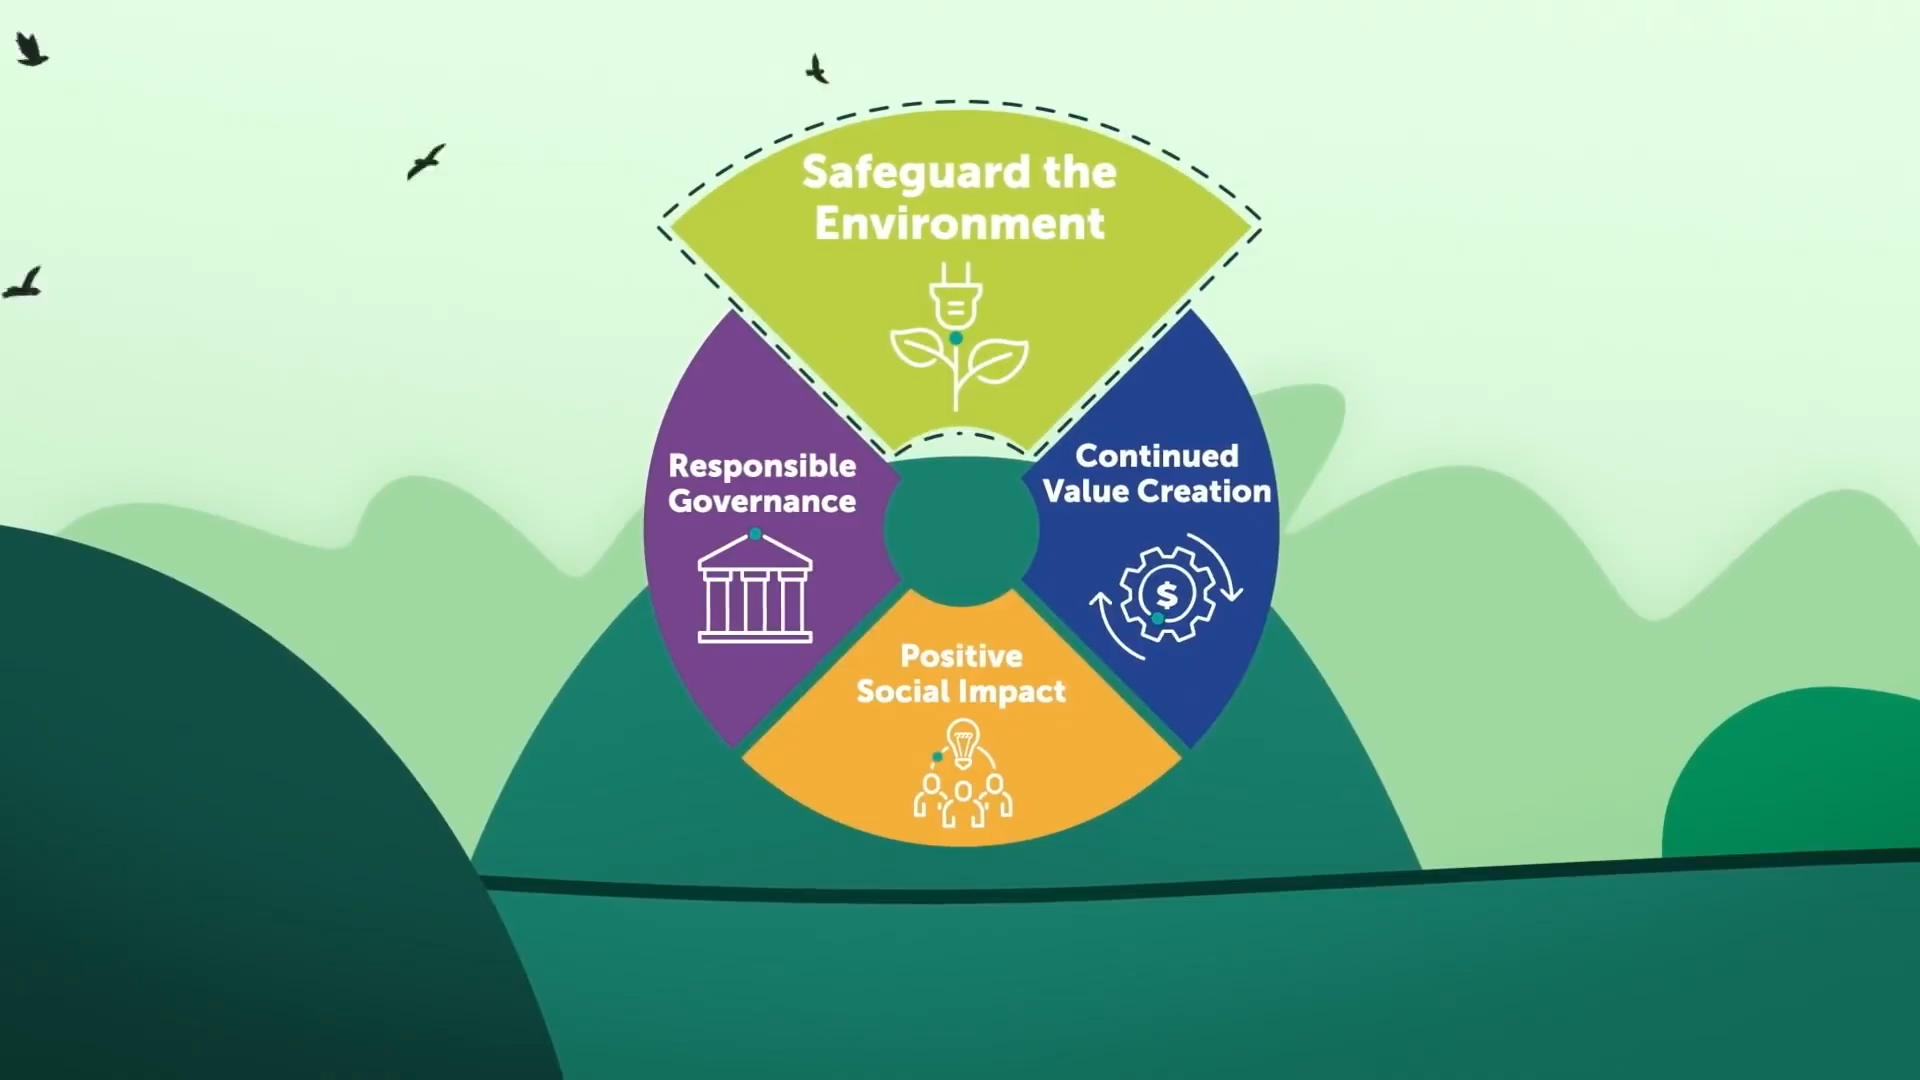 Safeguard the
Environment
Responsible
Governance
Continued
Value Creation
$
Positive
Social Impact